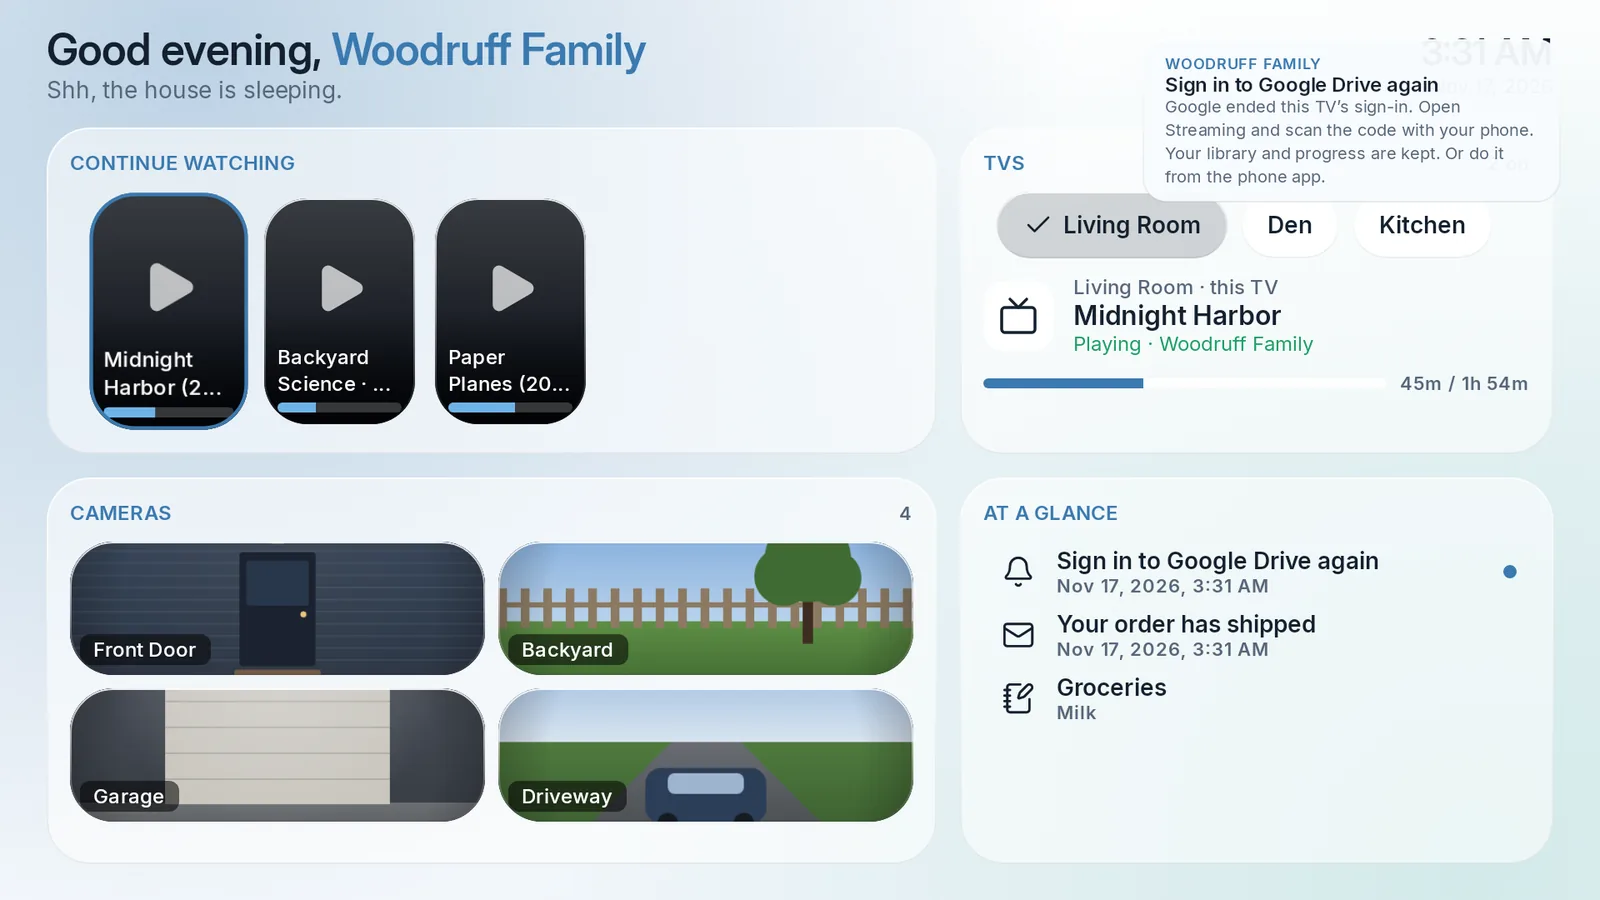 Good evening, Woodruff Family
Shh, the house is sleeping.
3:31 AM
WOODRUFF FAMILY
Sign in to Google Drive again
Google ended this TV’s sign-in. Open
Streaming and scan the code with your phone.
Your library and progress are kept. Or do it
from the phone app.
CONTINUE WATCHING
Midnight
Harbor (2...
Backyard
Science · ...
Paper
Planes (20...
TVS
Living Room
Den
Kitchen
Living Room · this TV
Midnight Harbor
Playing · Woodruff Family
45m / 1h 54m
CAMERAS
4
Front Door
Backyard
Garage
Driveway
AT A GLANCE
Sign in to Google Drive again
Nov 17, 2026, 3:31 AM
Your order has shipped
Nov 17, 2026, 3:31 AM
Groceries
Milk